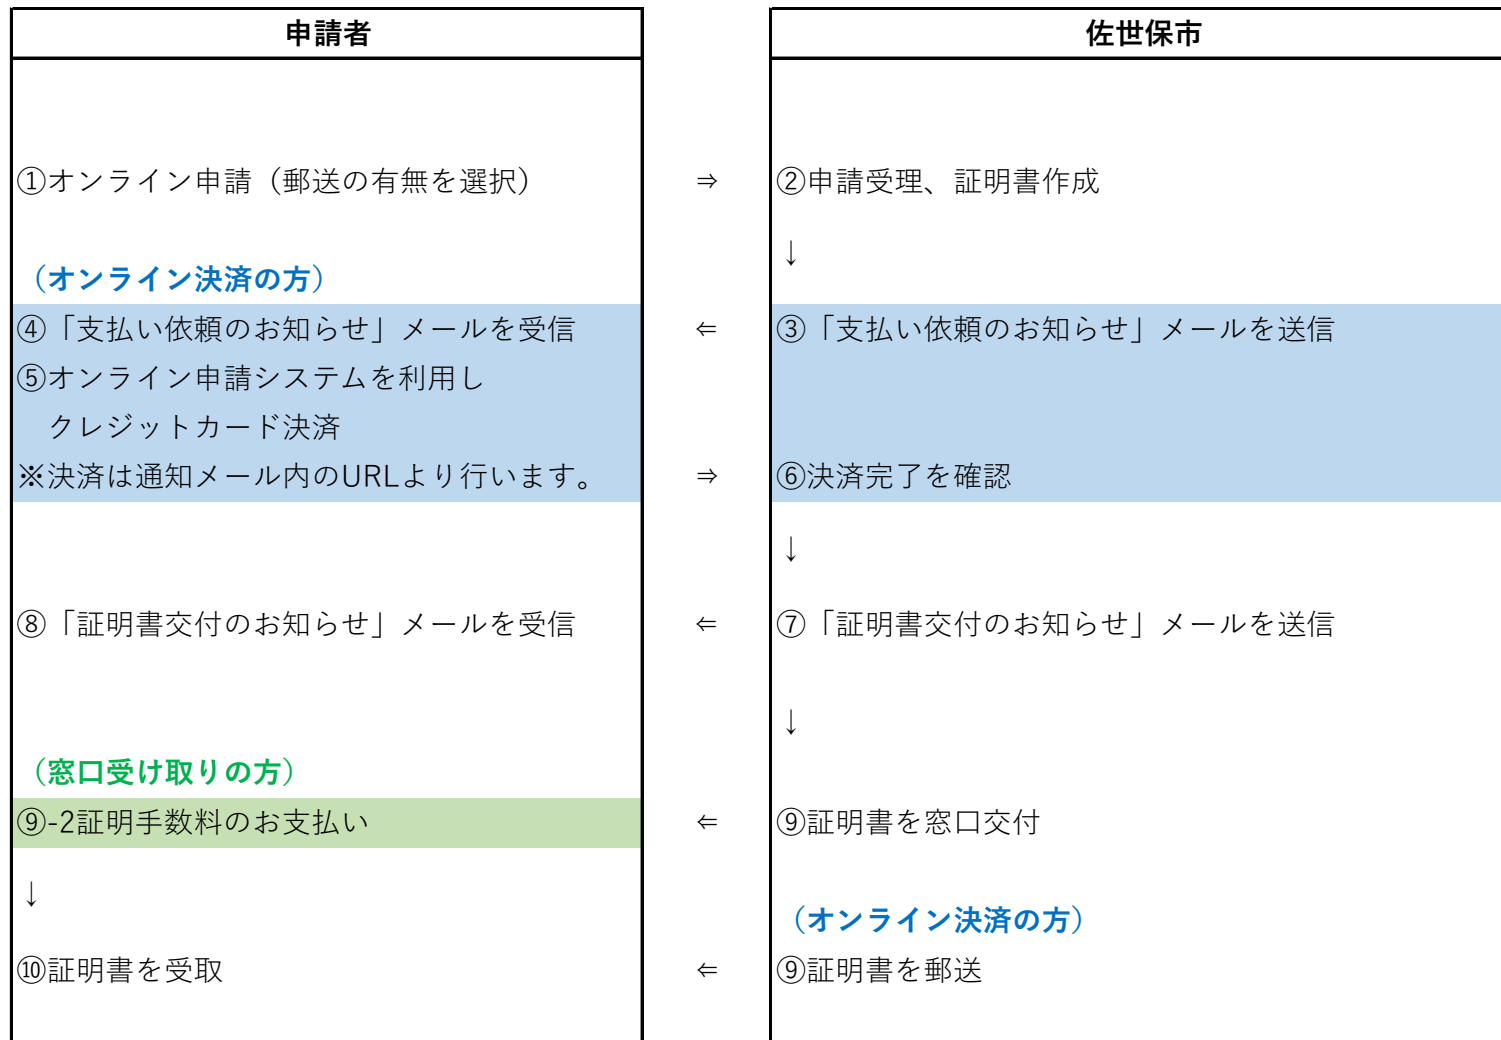 申請者
佐世保市
①オンライン申請（郵送の有無を選択）
⇒
②申請受理、証明書作成
↓
（オンライン決済の方）
④「支払い依頼のお知らせ」メールを受信
⇐
③「支払い依頼のお知らせ」メールを送信
⑤オンライン申請システムを利用し
クレジットカード決済
※決済は通知メール内のURLより行います。
⇒
⑥決済完了を確認
↓
⑧「証明書交付のお知らせ」メールを受信
⇐
⑦「証明書交付のお知らせ」メールを送信
↓
（窓口受け取りの方）
⑨-2証明手数料のお支払い
⇐
⑨証明書を窓口交付
↓
（オンライン決済の方）
⑩証明書を受取
⇐
⑨証明書を郵送